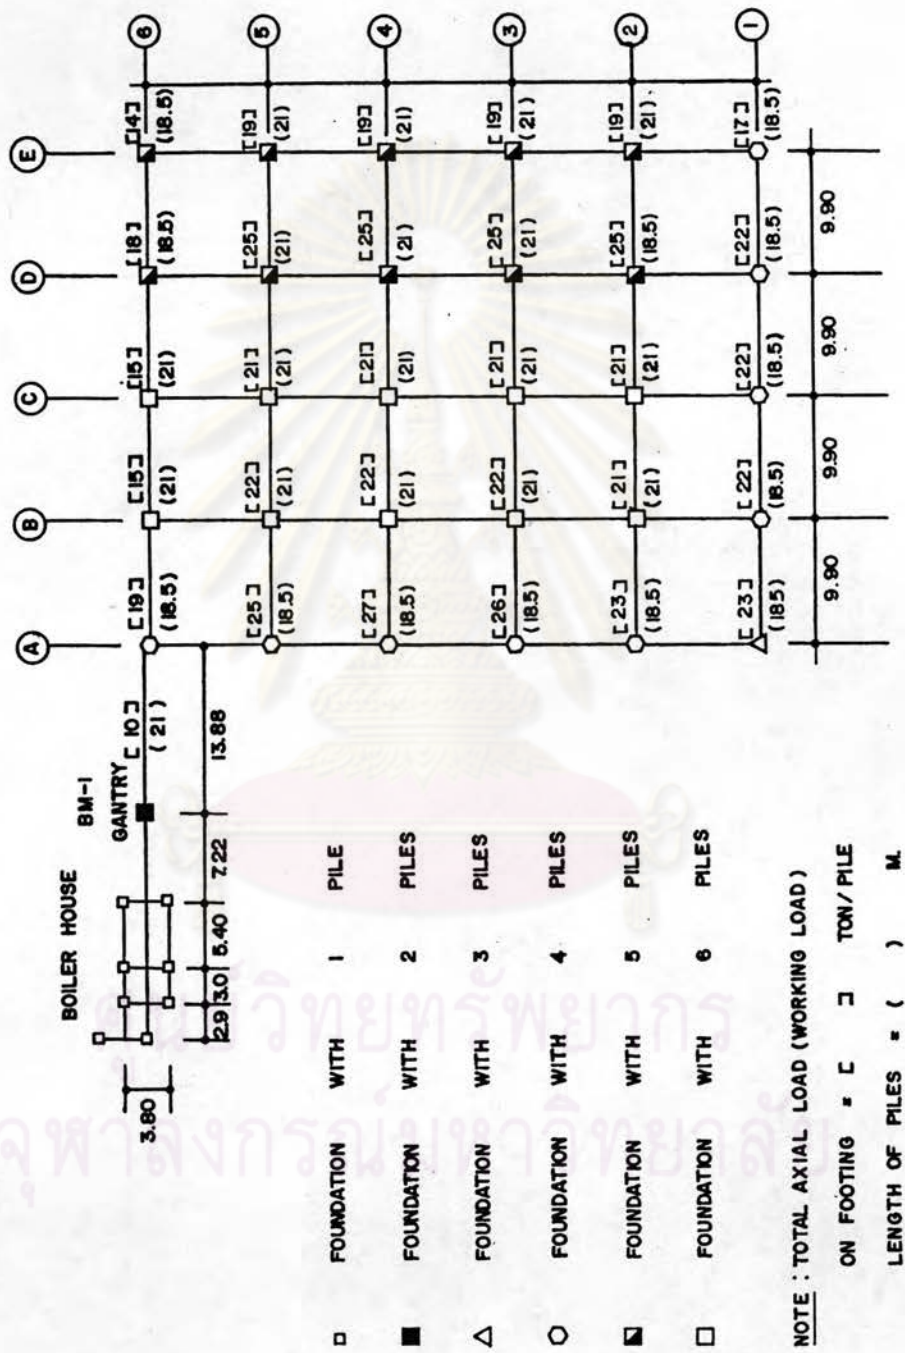 BOILER HOUSE
BM-1
GANTRY
[10]
(21)
3.80
2.9 3.01 5.40 7.22 13.88
A B C D E
6 5 4 3 2 1
[19] [15] [15] [18] [14]
(18.5) (21) (21) (18.5) (18.5)
[25] [22] [21] [25] [19]
(18.5) (21) (21) (21) (21)
[27] [22] [21] [25] [19]
(18.5) (21) (21) (21) (21)
[26] [22] [21] [25] [19]
(18.5) (21) (21) (21) (21)
[23] [21] [21] [25] [19]
(18.5) (21) (21) (18.5) (21)
[23] [22] [22] [22] [17]
(18.5) (18.5) (18.5) (18.5) (18.5)
9.90 9.90 9.90 9.90
FOUNDATION WITH 1 PILE
FOUNDATION WITH 2 PILES
FOUNDATION WITH 3 PILES
FOUNDATION WITH 4 PILES
FOUNDATION WITH 5 PILES
FOUNDATION WITH 6 PILES
NOTE : TOTAL AXIAL LOAD (WORKING LOAD)
ON FOOTING = [ ] TON/PILE
LENGTH OF PILES = ( ) M.
ศูนย์วิทยทรัพยากร
จุฬาลงกรณ์มหาวิทยาลัย